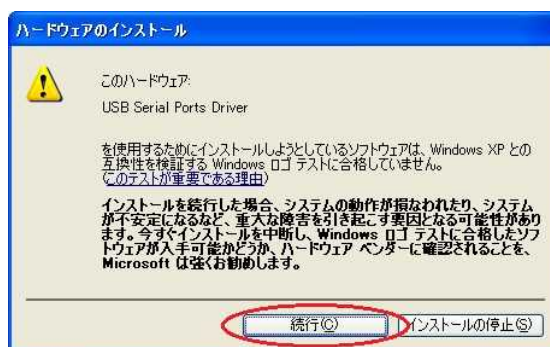 ハードウェアのインストール
このハードウェア:
USB Serial Ports Driver
を使用するためにインストールしようとしているソフトウェアは、Windows XP との
互換性を検証する Windows ロゴ テストに合格していません。
(このテストが重要である理由)
インストールを続行した場合、システムの動作が損なわれたり、システム
が不安定になるなど、重大な障害を引き起こす要因となる可能性があり
ます。今すぐインストールを中断し、Windows ロゴ テストに合格したソフ
トウェアが入手可能かどうか、ハードウェア ベンダーに確認されることを、
Microsoft は強くお勧めします。
続行(C) インストールの停止(S)